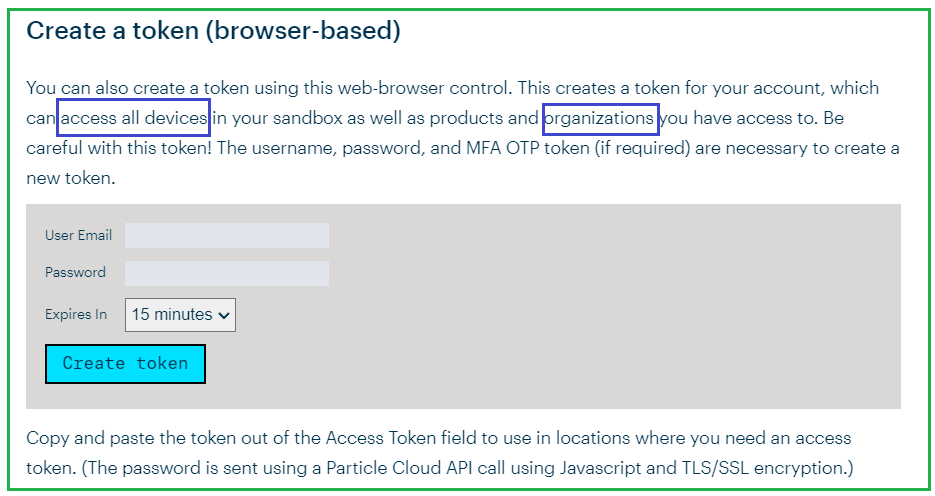 Create a token (browser-based)
You can also create a token using this web-browser control. This creates a token for your account, which
can access all devices in your sandbox as well as products and organizations you have access to. Be
careful with this token! The username, password, and MFA OTP token (if required) are necessary to create a
new token.
User Email
Password
Expires In 15 minutes
Create token
Copy and paste the token out of the Access Token field to use in locations where you need an access
token. (The password is sent using a Particle Cloud API call using Javascript and TLS/SSL encryption.)